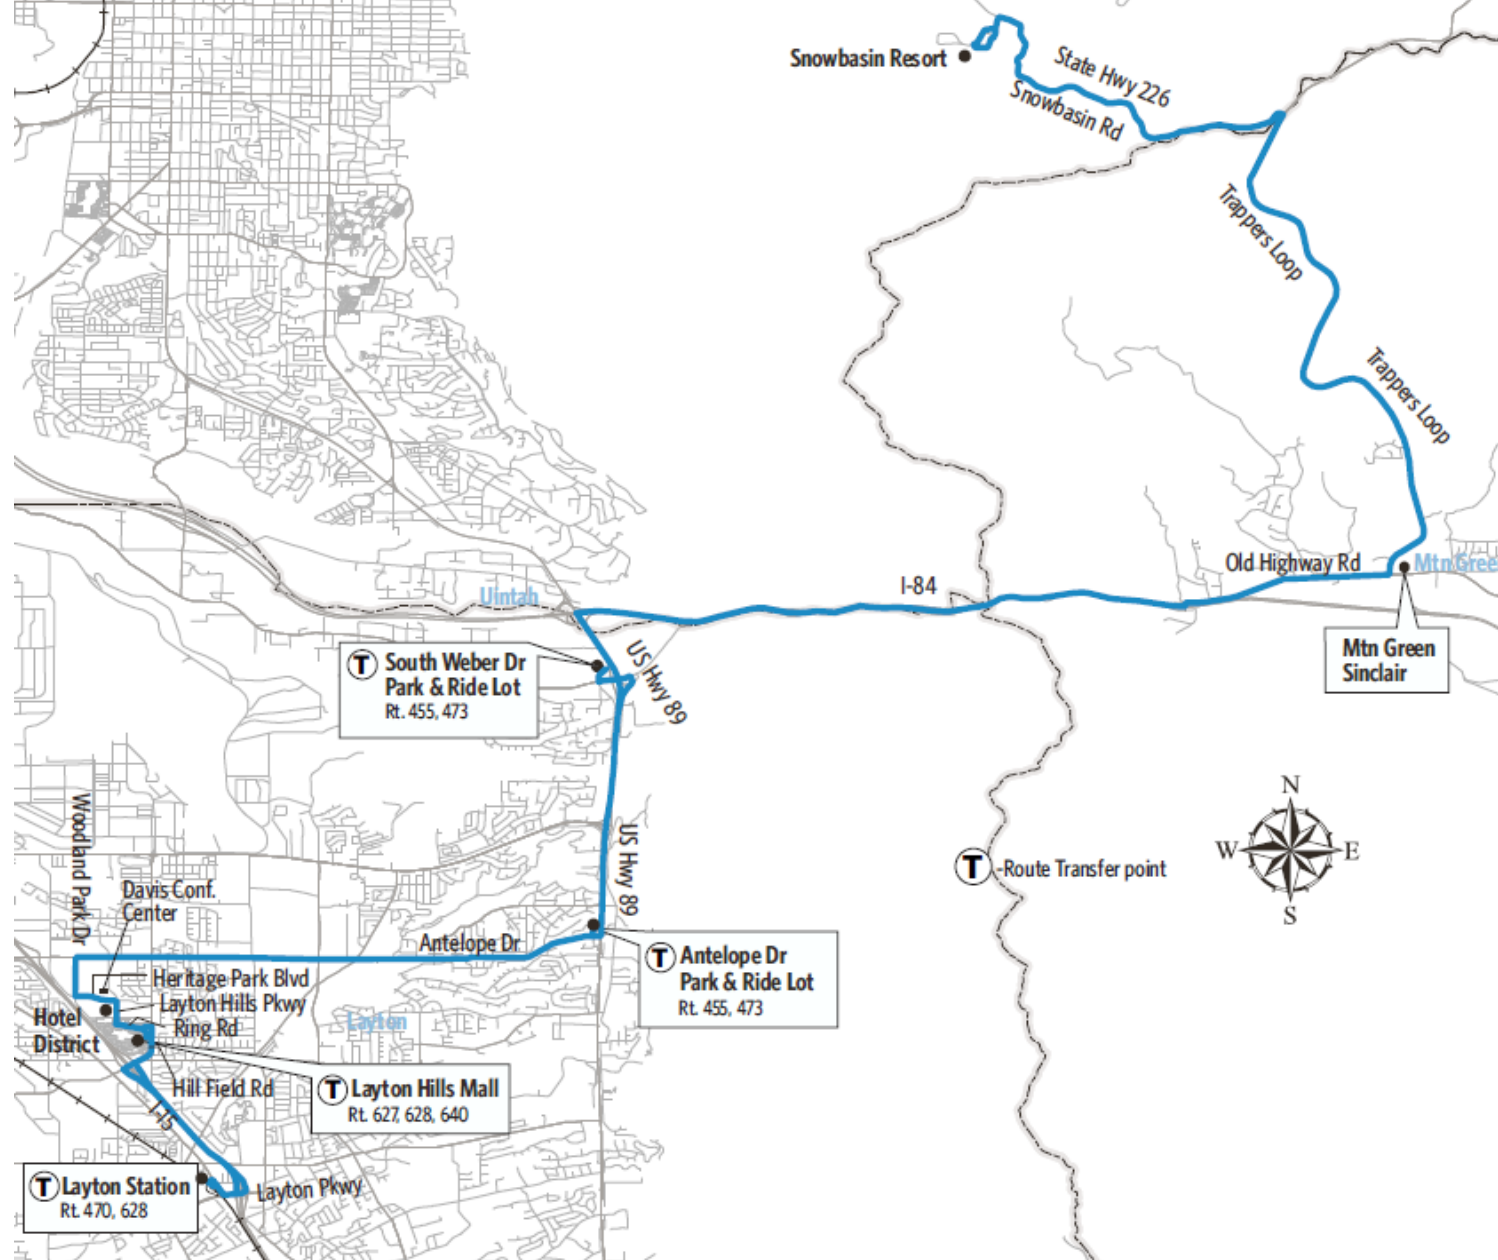 Snowbasin Resort
State Hwy 226
Snowbasin Rd
Trappers Loop
Trappers Loop
Old Highway Rd
Mtn Gree
I-84
Uintah
Mtn Green
Sinclair
T South Weber Dr
Park & Ride Lot
Rt. 455, 473
US Hwy 89
US Hwy 89
N
W
E
S
T -Route Transfer point
Woodland Park Dr
Davis Conf.
Center
Antelope Dr
T Antelope Dr
Park & Ride Lot
Rt. 455, 473
Heritage Park Blvd
Layton Hills Pkwy
Ring Rd
Hotel
District
Layton
Hill Field Rd
T Layton Hills Mall
Rt. 627, 628, 640
I-15
T Layton Station
Rt. 470, 628
Layton Pkwy